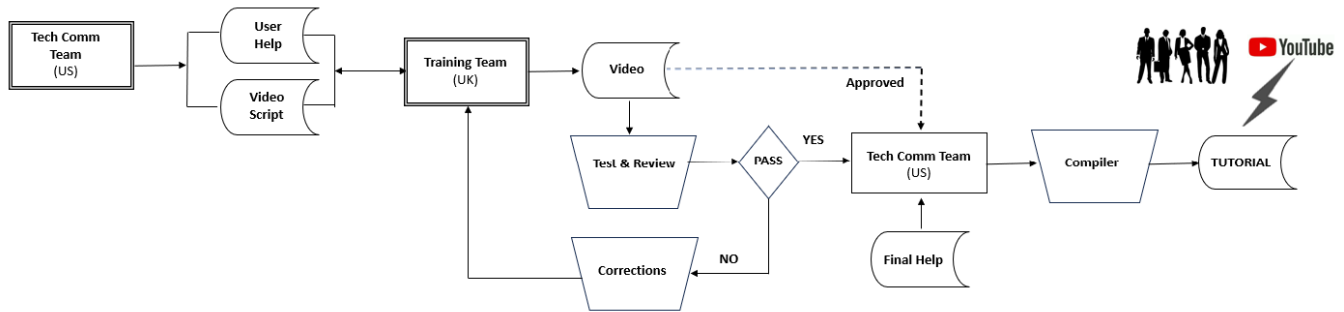 Tech Comm
Team
(US)
User
Help
Video
Script
Training Team
(UK)
Video
Approved
Test & Review
PASS
YES
NO
Corrections
Tech Comm Team
(US)
Final Help
Compiler
TUTORIAL
YouTube